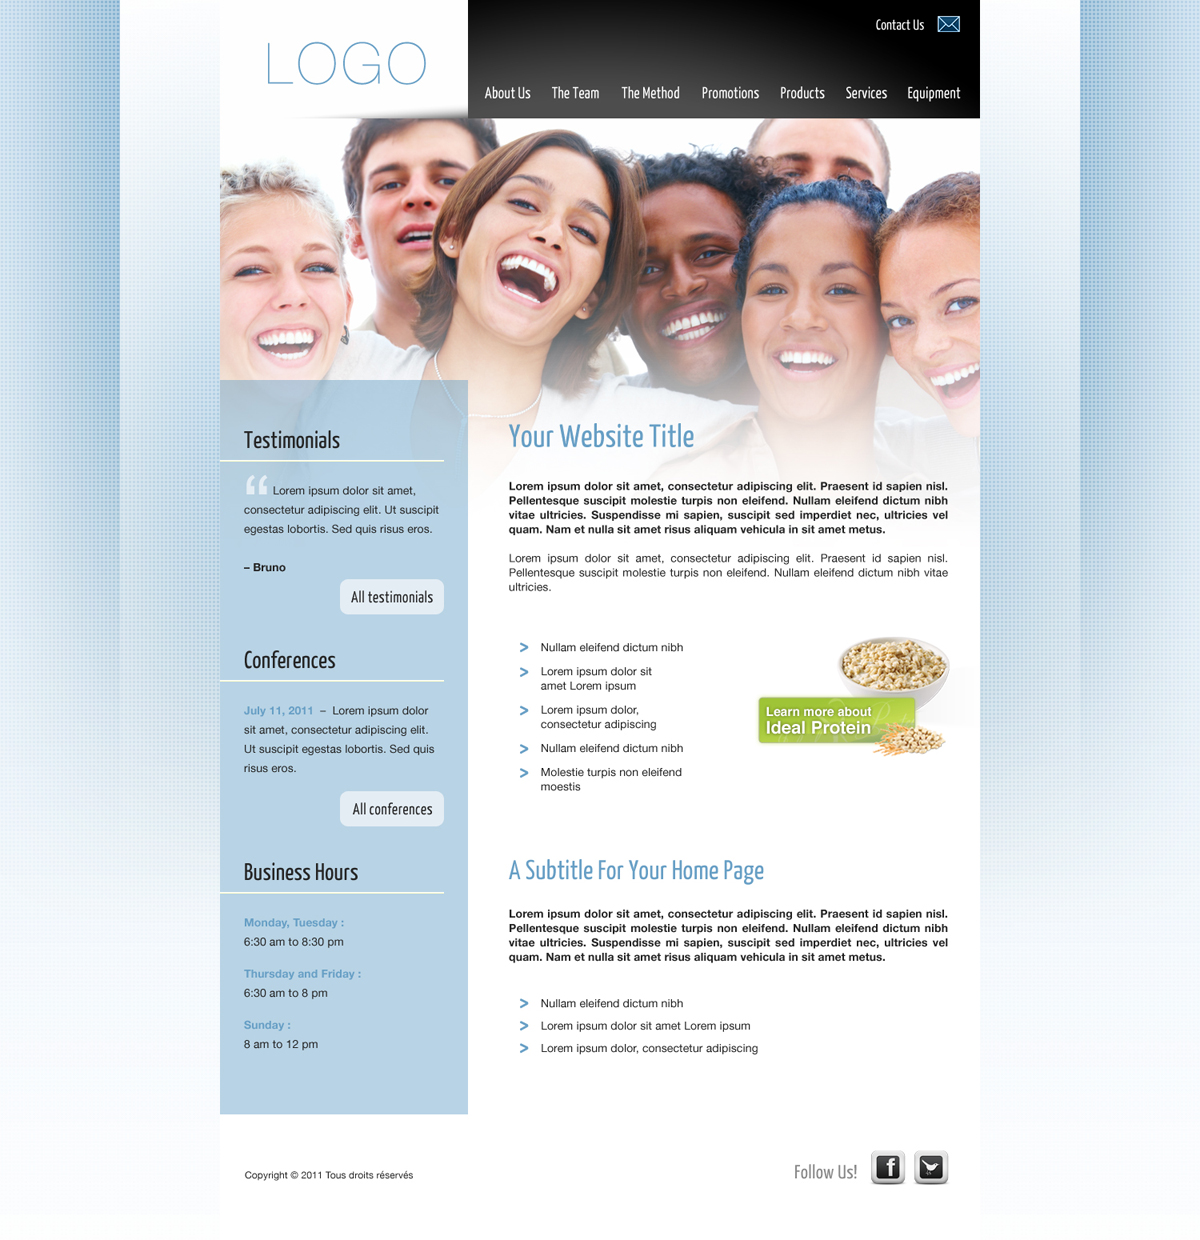 LOGO
Contact Us
About Us The Team The Method Promotions Products Services Equipment
Testimonials
“ Lorem ipsum dolor sit amet,
consectetur adipiscing elit. Ut suscipit
egestas lobortis. Sed quis risus eros.
– Bruno
All testimonials
Conferences
July 11, 2011 – Lorem ipsum dolor
sit amet, consectetur adipiscing elit.
Ut suscipit egestas lobortis. Sed quis
risus eros.
All conferences
Business Hours
Monday, Tuesday :
6:30 am to 8:30 pm
Thursday and Friday :
6:30 am to 8 pm
Sunday :
8 am to 12 pm
Your Website Title
Lorem ipsum dolor sit amet, consectetur adipiscing elit. Praesent id sapien nisl.
Pellentesque suscipit molestie turpis non eleifend. Nullam eleifend dictum nibh
vitae ultricies. Suspendisse mi sapien, suscipit sed imperdiet nec, ultricies vel
quam. Nam et nulla sit amet risus aliquam vehicula in sit amet metus.
Lorem ipsum dolor sit amet, consectetur adipiscing elit. Praesent id sapien nisl.
Pellentesque suscipit molestie turpis non eleifend. Nullam eleifend dictum nibh vitae
ultricies.
> Nullam eleifend dictum nibh
> Lorem ipsum dolor sit
amet Lorem ipsum
> Lorem ipsum dolor,
consectetur adipiscing
> Nullam eleifend dictum nibh
> Molestie turpis non eleifend
moestis
Learn more about
Ideal Protein
A Subtitle For Your Home Page
Lorem ipsum dolor sit amet, consectetur adipiscing elit. Praesent id sapien nisl.
Pellentesque suscipit molestie turpis non eleifend. Nullam eleifend dictum nibh
vitae ultricies. Suspendisse mi sapien, suscipit sed imperdiet nec, ultricies vel
quam. Nam et nulla sit amet risus aliquam vehicula in sit amet metus.
> Nullam eleifend dictum nibh
> Lorem ipsum dolor sit amet Lorem ipsum
> Lorem ipsum dolor, consectetur adipiscing
Copyright © 2011 Tous droits réservés
Follow Us! f